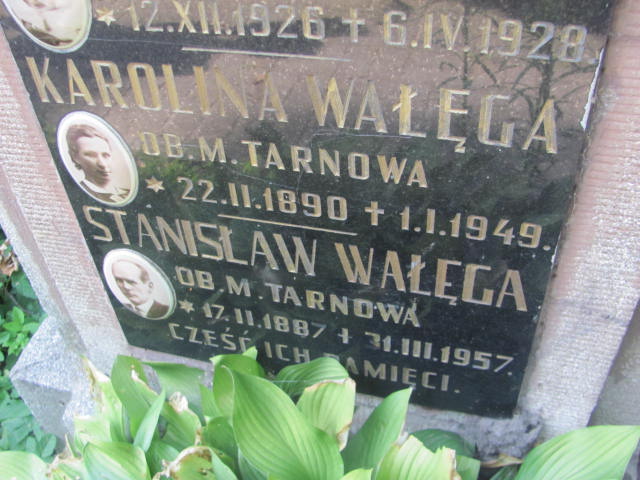 * 12.XII.1926 + 6.IV.1928
KAROLINA WAŁĘGA
OB. M. TARNOWA
* 22.II.1890 + 1.I.1949.
STANISŁAW WAŁĘGA
OB. M. TARNOWA
* 17.II.1887 + 31.III.1957.
CZEŚĆ ICH PAMIĘCI.